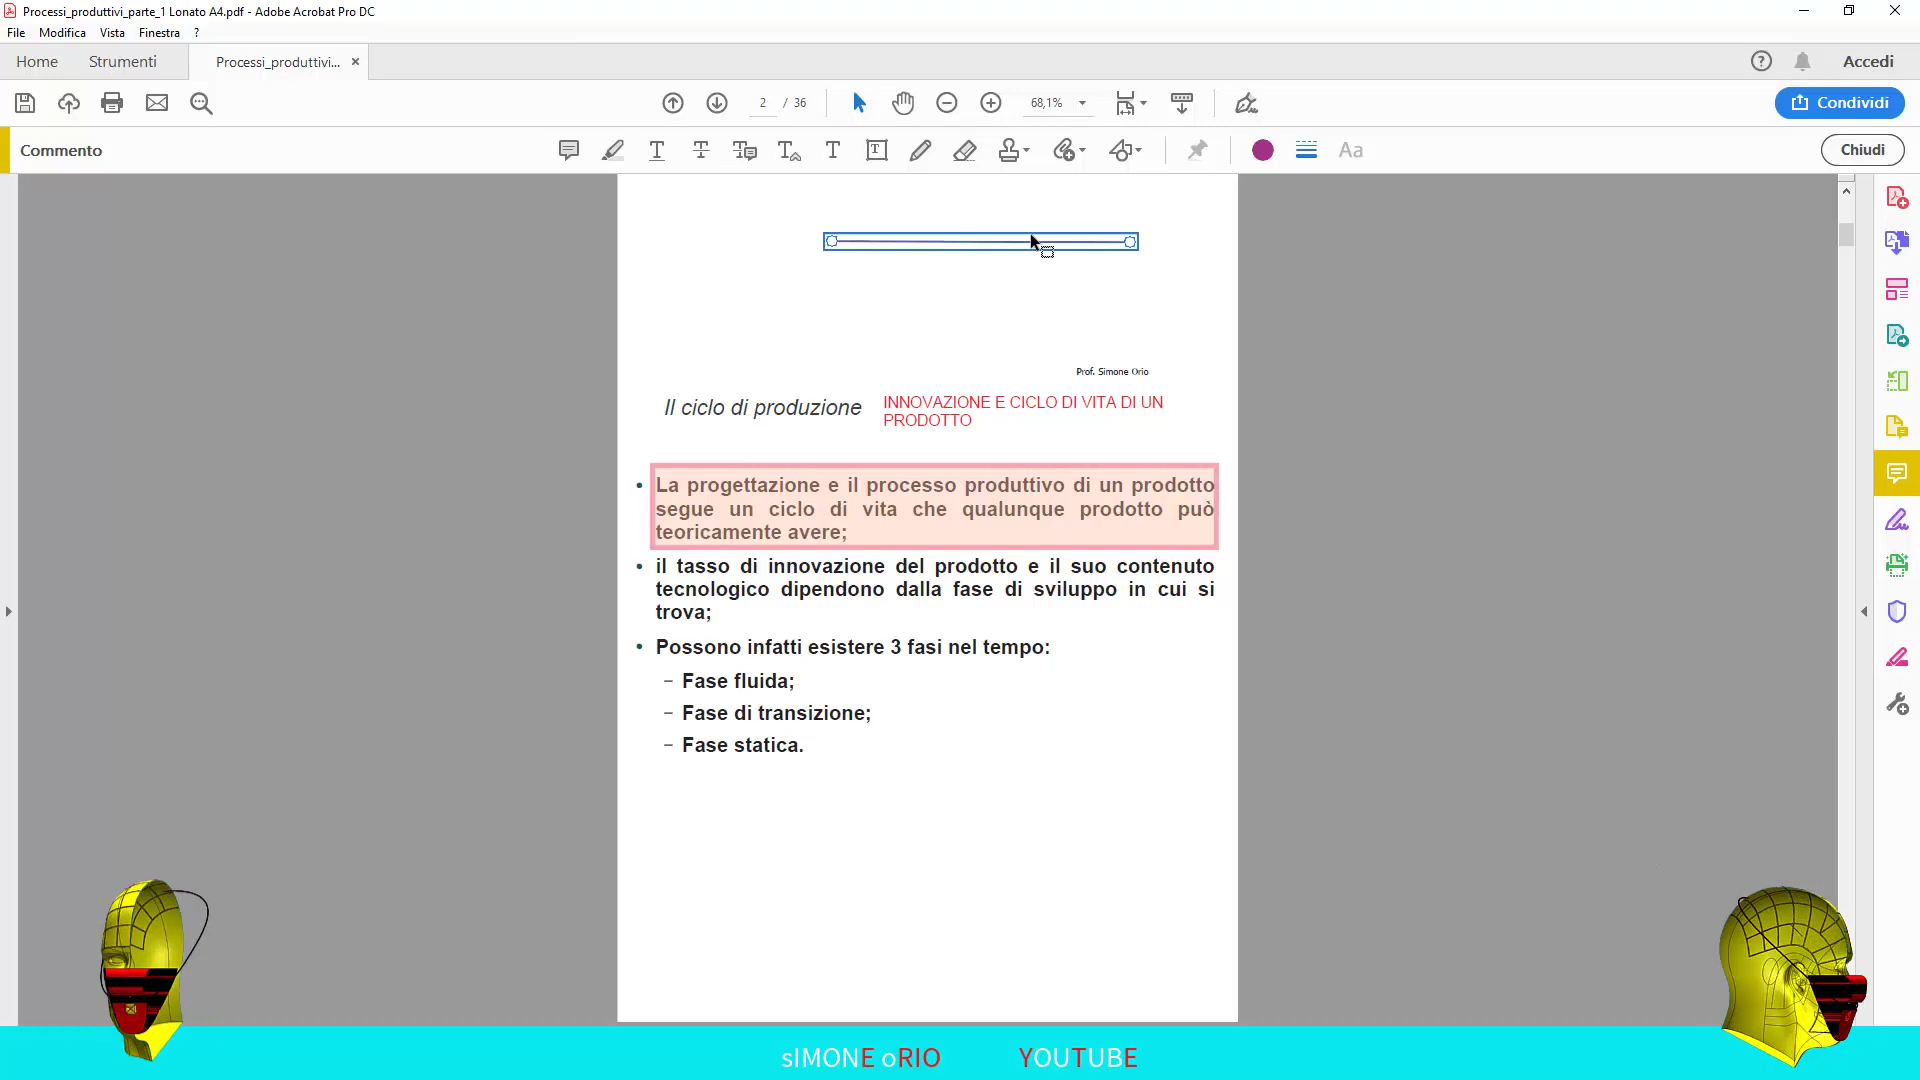 Processi_produttivi_parte_1 Lonato A4.pdf - Adobe Acrobat Pro DC
File Modifica Vista Finestra ?
Home Strumenti Processi_produttivi... × Accedi
2 / 36 68,1% Condividi
Commento Aa Chiudi
Prof. Simone Orio
Il ciclo di produzione
INNOVAZIONE E CICLO DI VITA DI UN
PRODOTTO
• La progettazione e il processo produttivo di un prodotto
segue un ciclo di vita che qualunque prodotto può
teoricamente avere;
• il tasso di innovazione del prodotto e il suo contenuto
tecnologico dipendono dalla fase di sviluppo in cui si
trova;
• Possono infatti esistere 3 fasi nel tempo:
– Fase fluida;
– Fase di transizione;
– Fase statica.
sIMONE oRIO YOUTUBE